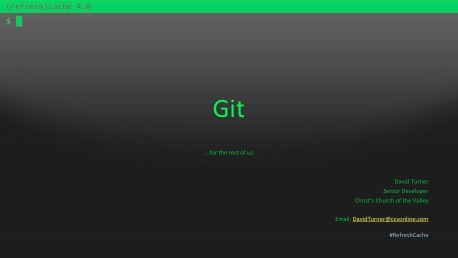 {refresh}cache 4.0
$
Git
...for the rest of us
David Turner
Senior Developer
Christ's Church of the Valley
Email: DavidTurner@ccvonline.com
#RefreshCache